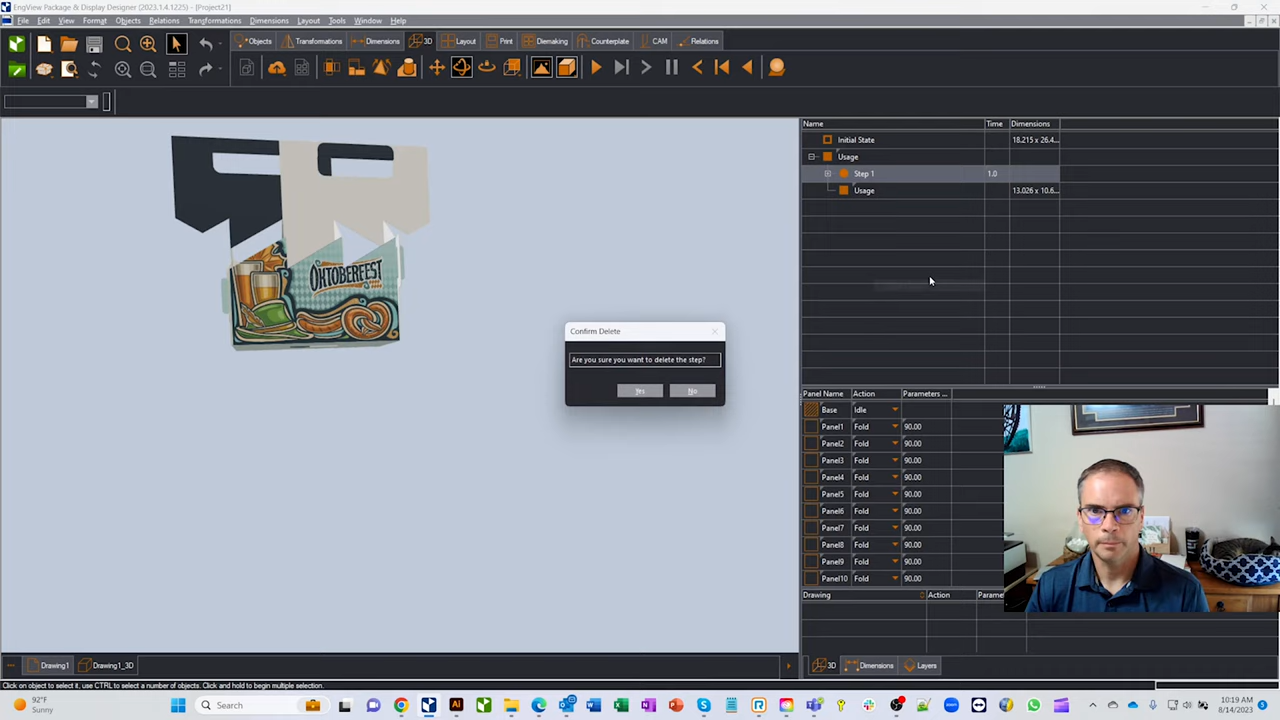 EngView Package & Display Designer (2023.1.4.1225) - [Project21]
File Edit View Format Objects Relations Transformations Dimensions Layout Tools Window Help
Objects Transformations Dimensions 3D Layout Print Diemaking Counterplate CAM Relations
Name Time Dimensions
Initial State 18.215 x 26.4...
Usage
Step 1 1.0
Usage 13.026 x 10.6...
OKTOBERFEST
Confirm Delete
Are you sure you want to delete the step?
Yes No
Panel Name Action Parameters ...
Base Idle
Panel1 Fold 90.00
Panel2 Fold 90.00
Panel3 Fold 90.00
Panel4 Fold 90.00
Panel5 Fold 90.00
Panel6 Fold 90.00
Panel7 Fold 90.00
Panel8 Fold 90.00
Panel9 Fold 90.00
Panel10 Fold 90.00
Drawing Action Parame
... Drawing1 Drawing1_3D
3D Dimensions Layers
Click on object to select it, use CTRL to select a number of objects. Click and hold to begin multiple selection.
92°F
Sunny
Search
10:19 AM
8/14/2023